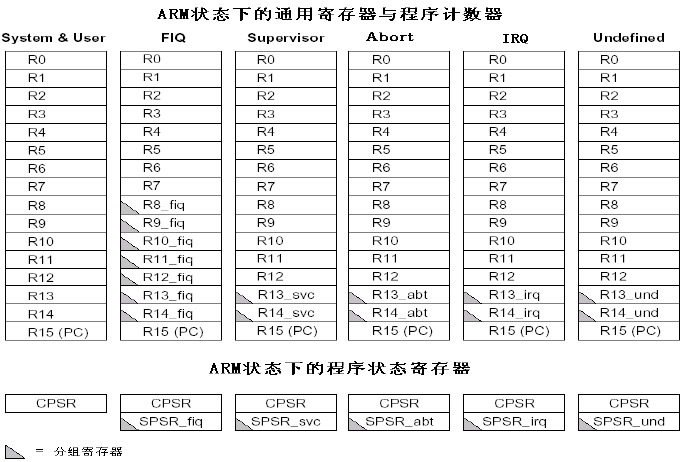 ARM状态下的通用寄存器与程序计数器
System & User FIQ Supervisor Abort IRQ Undefined
R0 R0 R0 R0 R0 R0
R1 R1 R1 R1 R1 R1
R2 R2 R2 R2 R2 R2
R3 R3 R3 R3 R3 R3
R4 R4 R4 R4 R4 R4
R5 R5 R5 R5 R5 R5
R6 R6 R6 R6 R6 R6
R7 R7 R7 R7 R7 R7
R8 R8_fiq R8 R8 R8 R8
R9 R9_fiq R9 R9 R9 R9
R10 R10_fiq R10 R10 R10 R10
R11 R11_fiq R11 R11 R11 R11
R12 R12_fiq R12 R12 R12 R12
R13 R13_fiq R13_svc R13_abt R13_irq R13_und
R14 R14_fiq R14_svc R14_abt R14_irq R14_und
R15 (PC) R15 (PC) R15 (PC) R15 (PC) R15 (PC) R15 (PC)
ARM状态下的程序状态寄存器
CPSR CPSR CPSR CPSR CPSR CPSR
SPSR_fiq SPSR_svc SPSR_abt SPSR_irq SPSR_und
= 分组寄存器